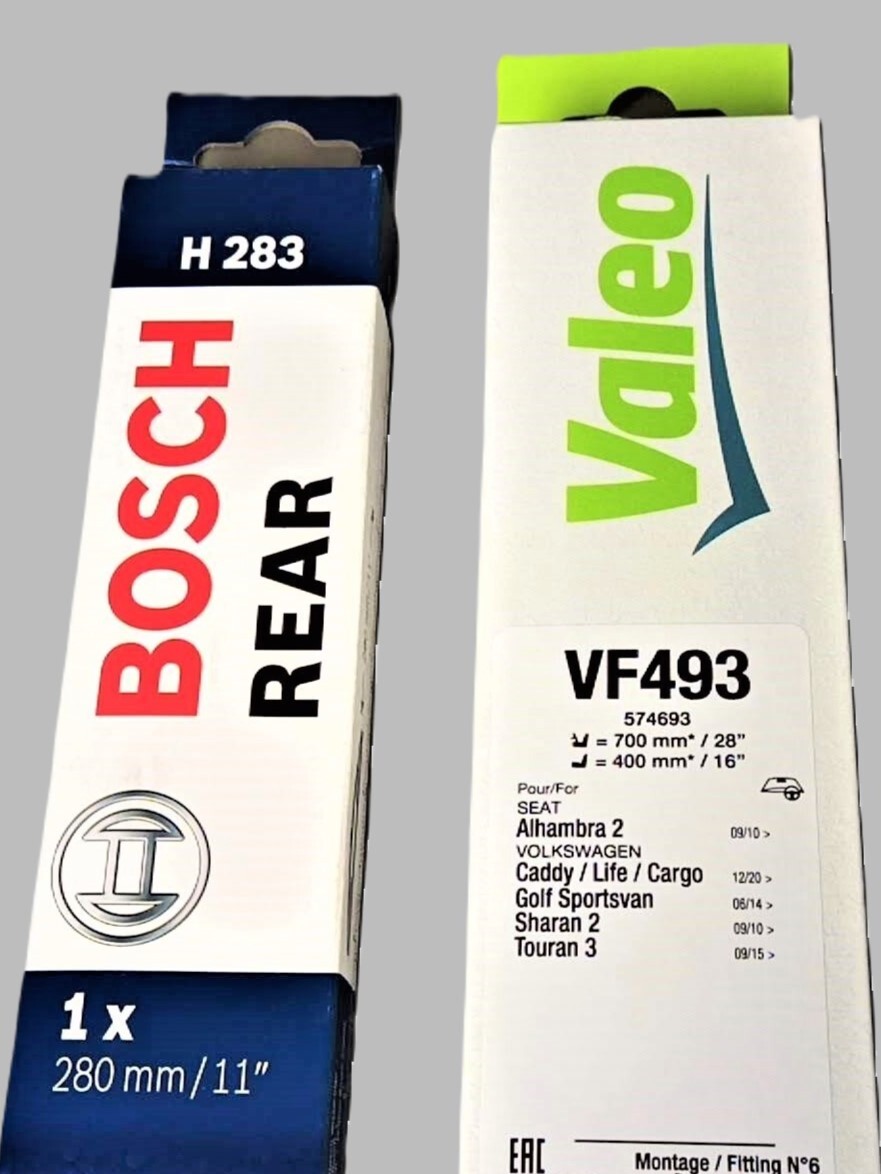 H 283
BOSCH
REAR
1 x
280 mm / 11"
Valeo
VF493
574693
= 700 mm* / 28"
= 400 mm* / 16"
Pour/For
SEAT
Alhambra 2 09/10 >
VOLKSWAGEN
Caddy / Life / Cargo 12/20 >
Golf Sportsvan 06/14 >
Sharan 2 09/10 >
Touran 3 09/15 >
EAC
Montage / Fitting N°6